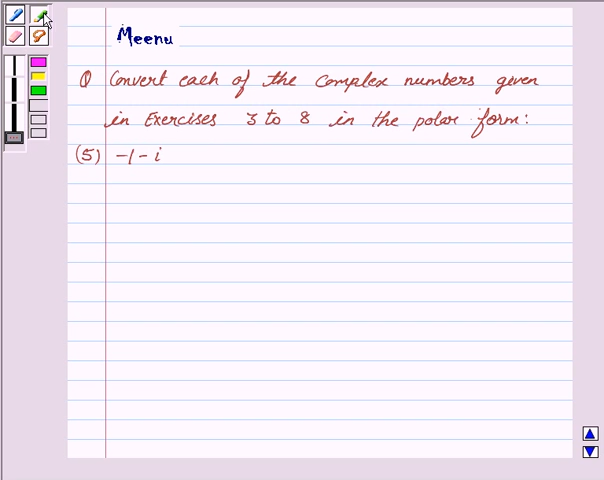 Meenu
Q Convert each of the complex numbers given
in Exercises 3 to 8 in the polar form:
(5) -1 - i